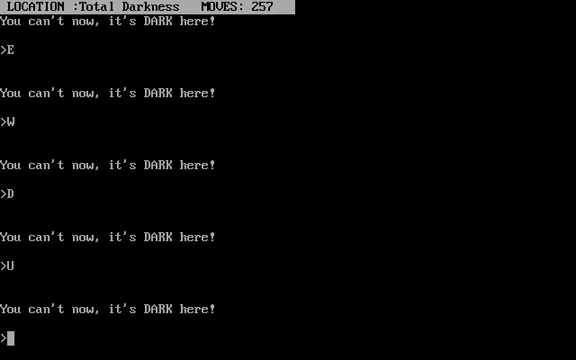 LOCATION :Total Darkness   MOVES: 257
You can't now, it's DARK here!
>E
You can't now, it's DARK here!
>W
You can't now, it's DARK here!
>D
You can't now, it's DARK here!
>U
You can't now, it's DARK here!
>